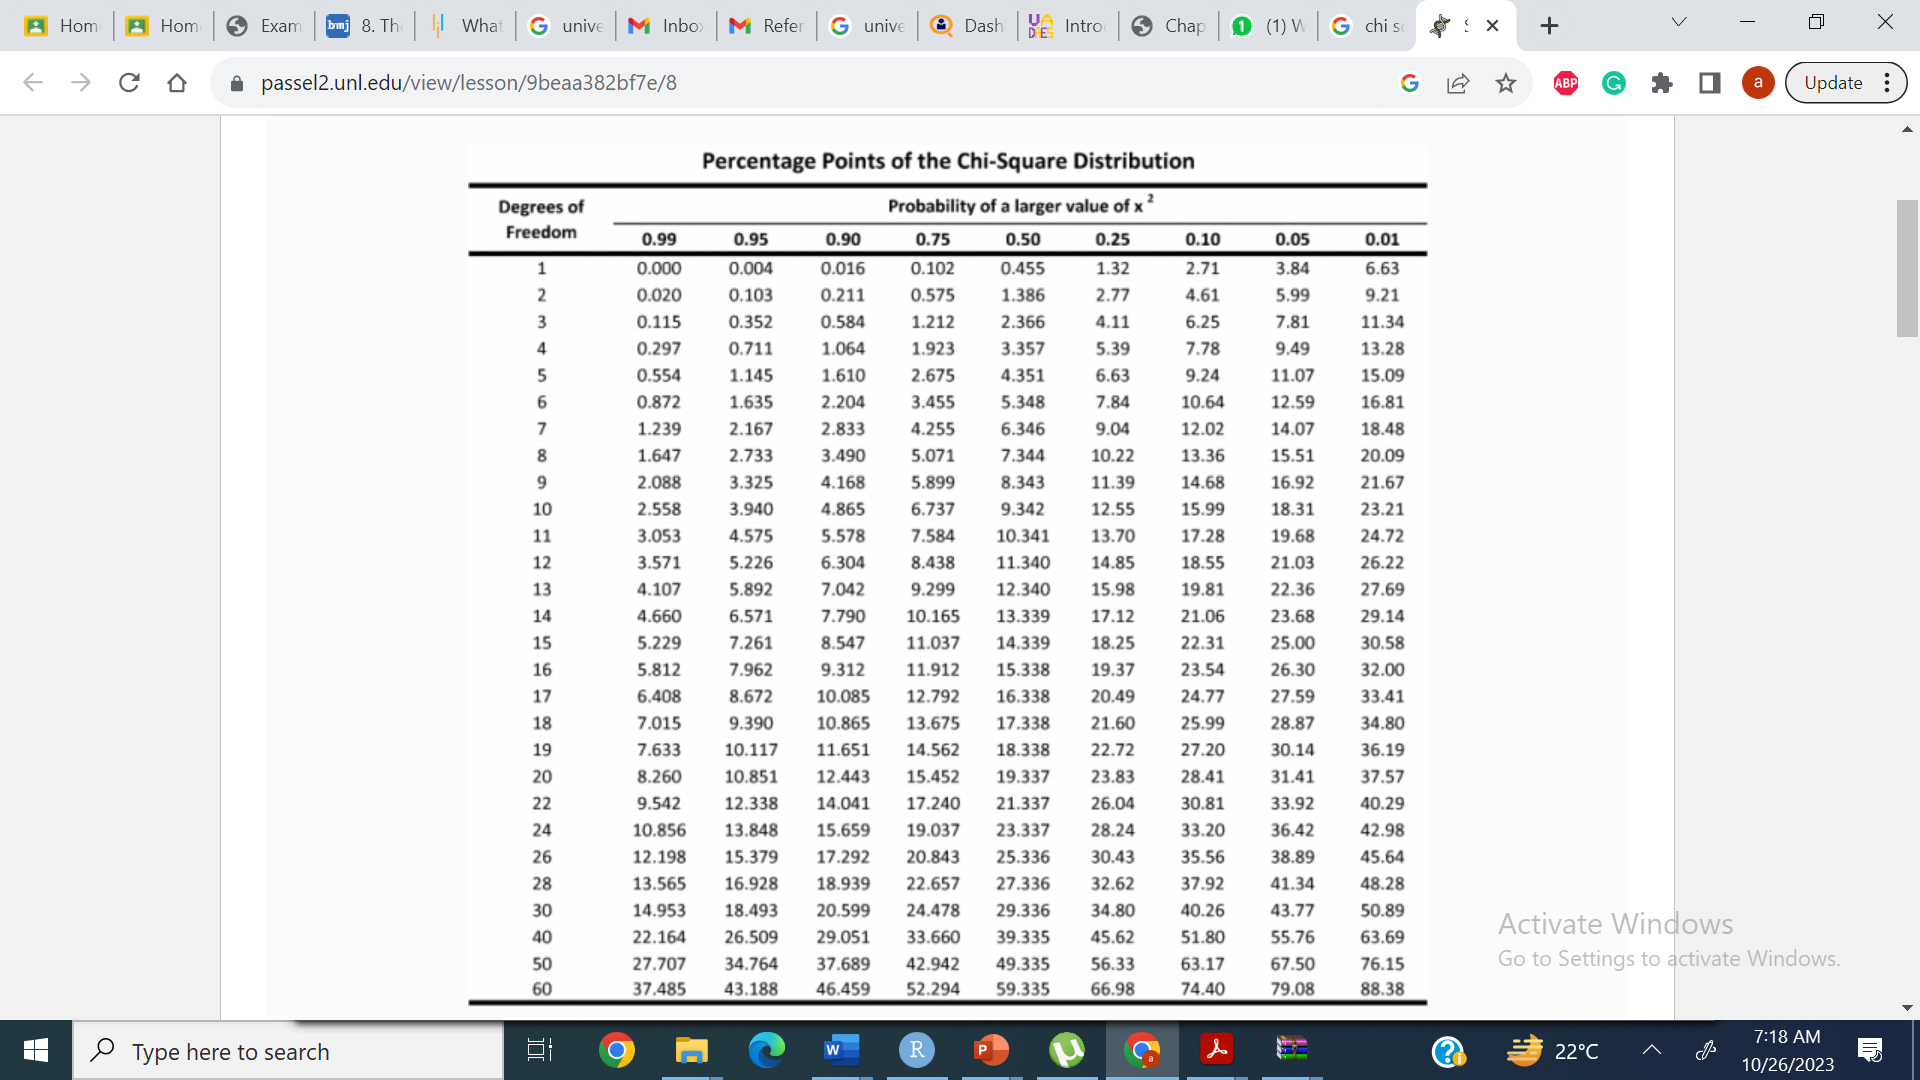 Hom Hom Exam bmj 8. Th What unive Inbo Refer unive Dash Intro Chap 1 (1) W chi s
passel2.unl.edu/view/lesson/9beaa382bf7e/8 ABP a Update
Percentage Points of the Chi-Square Distribution
Degrees of Freedom Probability of a larger value of x 2
0.99 0.95 0.90 0.75 0.50 0.25 0.10 0.05 0.01
1 0.000 0.004 0.016 0.102 0.455 1.32 2.71 3.84 6.63
2 0.020 0.103 0.211 0.575 1.386 2.77 4.61 5.99 9.21
3 0.115 0.352 0.584 1.212 2.366 4.11 6.25 7.81 11.34
4 0.297 0.711 1.064 1.923 3.357 5.39 7.78 9.49 13.28
5 0.554 1.145 1.610 2.675 4.351 6.63 9.24 11.07 15.09
6 0.872 1.635 2.204 3.455 5.348 7.84 10.64 12.59 16.81
7 1.239 2.167 2.833 4.255 6.346 9.04 12.02 14.07 18.48
8 1.647 2.733 3.490 5.071 7.344 10.22 13.36 15.51 20.09
9 2.088 3.325 4.168 5.899 8.343 11.39 14.68 16.92 21.67
10 2.558 3.940 4.865 6.737 9.342 12.55 15.99 18.31 23.21
11 3.053 4.575 5.578 7.584 10.341 13.70 17.28 19.68 24.72
12 3.571 5.226 6.304 8.438 11.340 14.85 18.55 21.03 26.22
13 4.107 5.892 7.042 9.299 12.340 15.98 19.81 22.36 27.69
14 4.660 6.571 7.790 10.165 13.339 17.12 21.06 23.68 29.14
15 5.229 7.261 8.547 11.037 14.339 18.25 22.31 25.00 30.58
16 5.812 7.962 9.312 11.912 15.338 19.37 23.54 26.30 32.00
17 6.408 8.672 10.085 12.792 16.338 20.49 24.77 27.59 33.41
18 7.015 9.390 10.865 13.675 17.338 21.60 25.99 28.87 34.80
19 7.633 10.117 11.651 14.562 18.338 22.72 27.20 30.14 36.19
20 8.260 10.851 12.443 15.452 19.337 23.83 28.41 31.41 37.57
22 9.542 12.338 14.041 17.240 21.337 26.04 30.81 33.92 40.29
24 10.856 13.848 15.659 19.037 23.337 28.24 33.20 36.42 42.98
26 12.198 15.379 17.292 20.843 25.336 30.43 35.56 38.89 45.64
28 13.565 16.928 18.939 22.657 27.336 32.62 37.92 41.34 48.28
30 14.953 18.493 20.599 24.478 29.336 34.80 40.26 43.77 50.89
40 22.164 26.509 29.051 33.660 39.335 45.62 51.80 55.76 63.69
50 27.707 34.764 37.689 42.942 49.335 56.33 63.17 67.50 76.15
60 37.485 43.188 46.459 52.294 59.335 66.98 74.40 79.08 88.38
Activate Windows
Go to Settings to activate Windows.
Type here to search 22°C 7:18 AM
10/26/2023